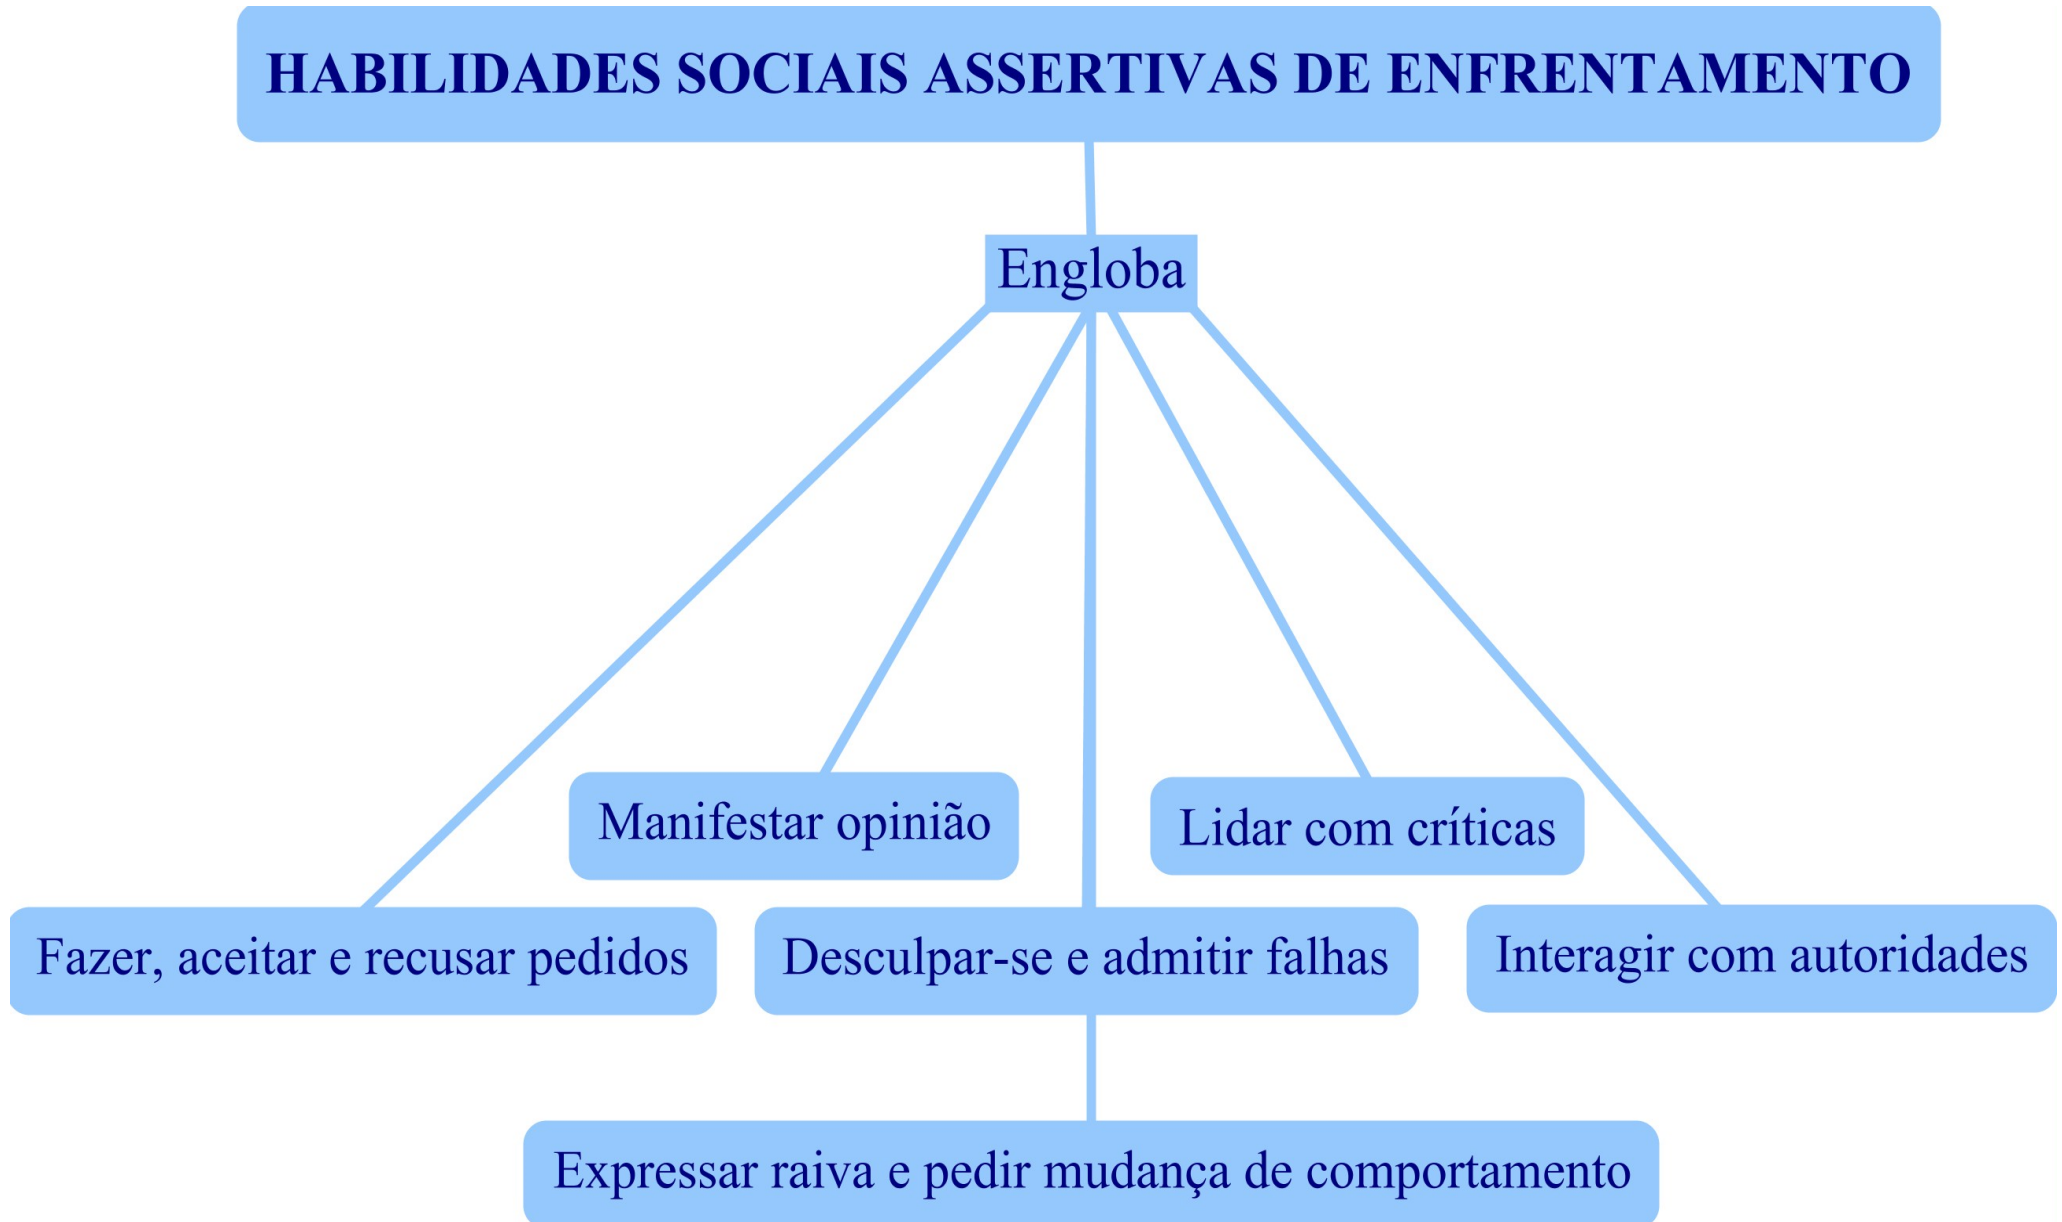 HABILIDADES SOCIAIS ASSERTIVAS DE ENFRENTAMENTO
Engloba
Manifestar opinião
Lidar com críticas
Fazer, aceitar e recusar pedidos
Desculpar-se e admitir falhas
Interagir com autoridades
Expressar raiva e pedir mudança de comportamento